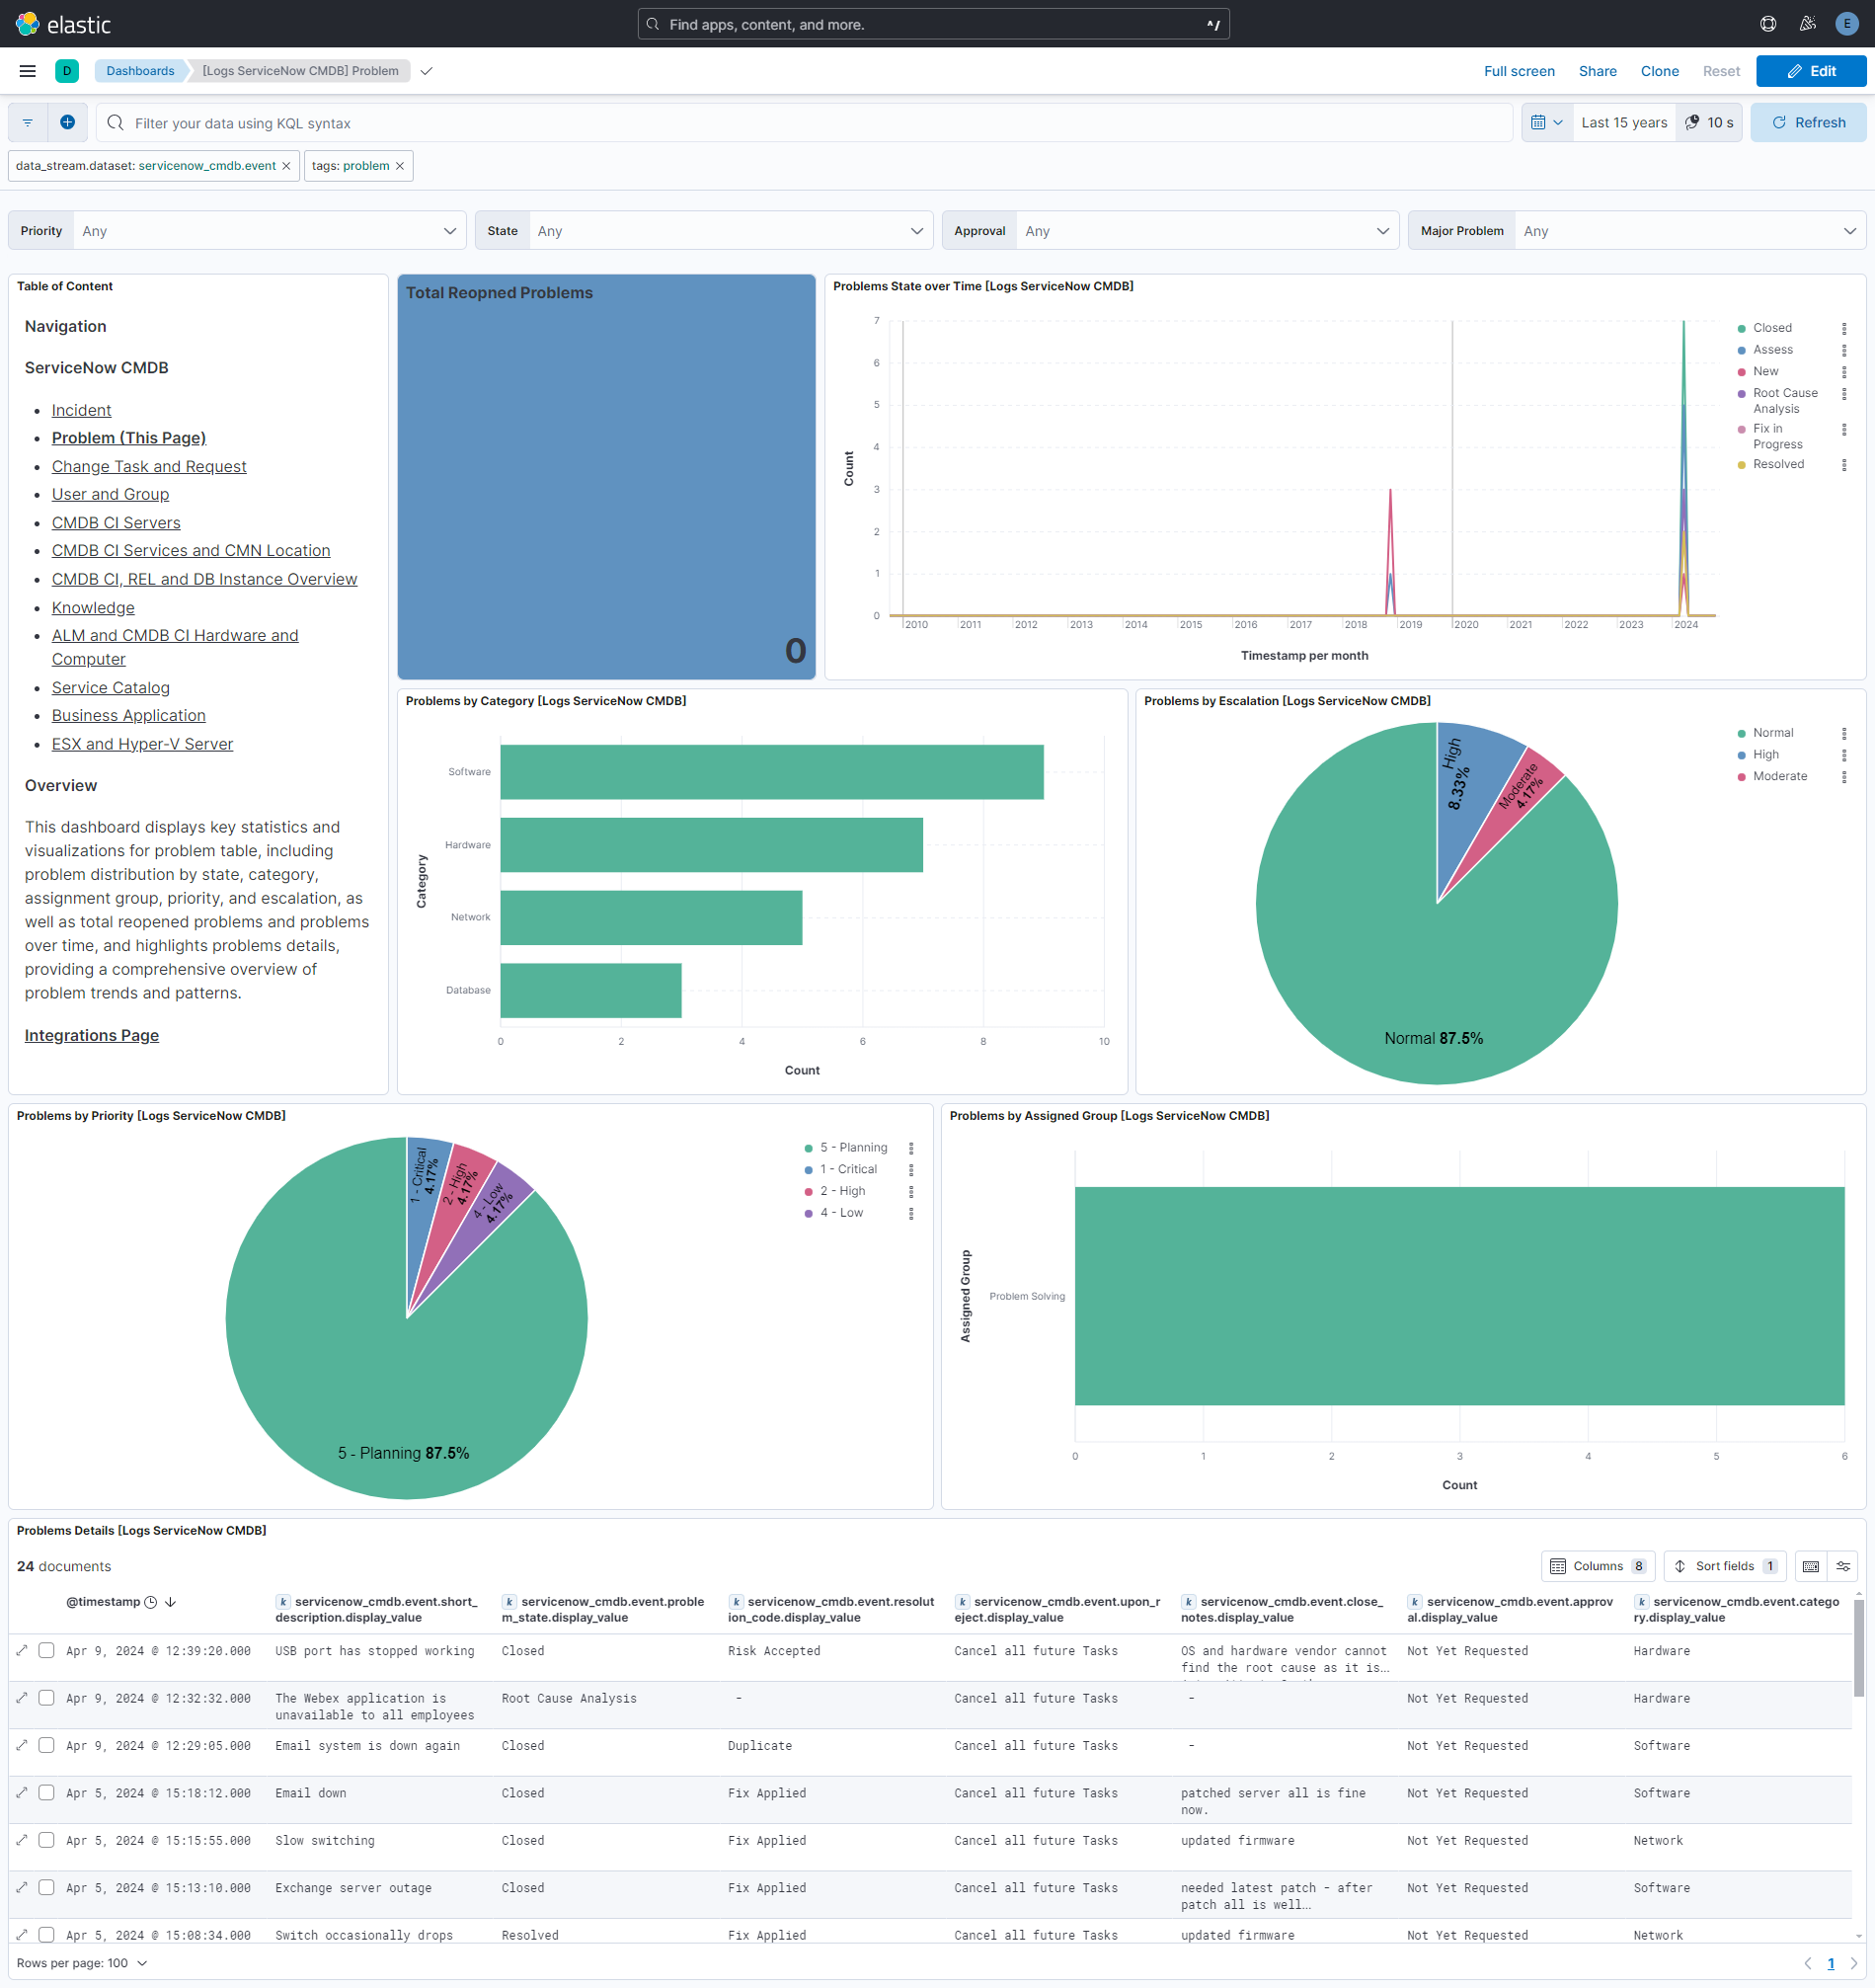 elastic
Find apps, content, and more.
^/
E
D
Dashboards
[Logs ServiceNow CMDB] Problem
Full screen
Share
Clone
Reset
Edit
Filter your data using KQL syntax
Last 15 years
10 s
Refresh
data_stream.dataset: servicenow_cmdb.event
tags: problem
Priority Any
State Any
Approval Any
Major Problem Any
Table of Content
Navigation
ServiceNow CMDB
Incident
Problem (This Page)
Change Task and Request
User and Group
CMDB CI Servers
CMDB CI Services and CMN Location
CMDB CI, REL and DB Instance Overview
Knowledge
ALM and CMDB CI Hardware and
Computer
Service Catalog
Business Application
ESX and Hyper-V Server
Overview
This dashboard displays key statistics and
visualizations for problem table, including
problem distribution by state, category,
assignment group, priority, and escalation, as
well as total reopened problems and problems
over time, and highlights problems details,
providing a comprehensive overview of
problem trends and patterns.
Integrations Page
Total Reopned Problems
0
Problems State over Time [Logs ServiceNow CMDB]
7
6
5
4
3
2
1
0
Count
2010 2011 2012 2013 2014 2015 2016 2017 2018 2019 2020 2021 2022 2023 2024
Timestamp per month
Closed
Assess
New
Root Cause
Analysis
Fix in
Progress
Resolved
Problems by Category [Logs ServiceNow CMDB]
Category
Software
Hardware
Network
Database
0 2 4 6 8 10
Count
Problems by Escalation [Logs ServiceNow CMDB]
High
8.33%
Moderate
4.17%
Normal 87.5%
Normal
High
Moderate
Problems by Priority [Logs ServiceNow CMDB]
1 - Critical
4.17%
2 - High
4.17%
4 - Low
4.17%
5 - Planning 87.5%
5 - Planning
1 - Critical
2 - High
4 - Low
Problems by Assigned Group [Logs ServiceNow CMDB]
Assigned Group
Problem Solving
0 1 2 3 4 5 6
Count
Problems Details [Logs ServiceNow CMDB]
24 documents
Columns 8
Sort fields 1
@timestamp
k servicenow_cmdb.event.short_
description.display_value
k servicenow_cmdb.event.proble
m_state.display_value
k servicenow_cmdb.event.resolut
ion_code.display_value
k servicenow_cmdb.event.upon_r
eject.display_value
k servicenow_cmdb.event.close_
notes.display_value
k servicenow_cmdb.event.approv
al.display_value
k servicenow_cmdb.event.catego
ry.display_value
Apr 9, 2024 @ 12:39:20.000 USB port has stopped working Closed Risk Accepted Cancel all future Tasks OS and hardware vendor cannot Not Yet Requested Hardware
find the root cause as it is…
Apr 9, 2024 @ 12:32:32.000 The Webex application is Root Cause Analysis - Cancel all future Tasks - Not Yet Requested Hardware
unavailable to all employees
Apr 9, 2024 @ 12:29:05.000 Email system is down again Closed Duplicate Cancel all future Tasks - Not Yet Requested Software
Apr 5, 2024 @ 15:18:12.000 Email down Closed Fix Applied Cancel all future Tasks patched server all is fine Not Yet Requested Software
now.
Apr 5, 2024 @ 15:15:55.000 Slow switching Closed Fix Applied Cancel all future Tasks updated firmware Not Yet Requested Network
Apr 5, 2024 @ 15:13:10.000 Exchange server outage Closed Fix Applied Cancel all future Tasks needed latest patch - after Not Yet Requested Software
patch all is well…
Apr 5, 2024 @ 15:08:34.000 Switch occasionally drops Resolved Fix Applied Cancel all future Tasks updated firmware Not Yet Requested Network
Rows per page: 100
1